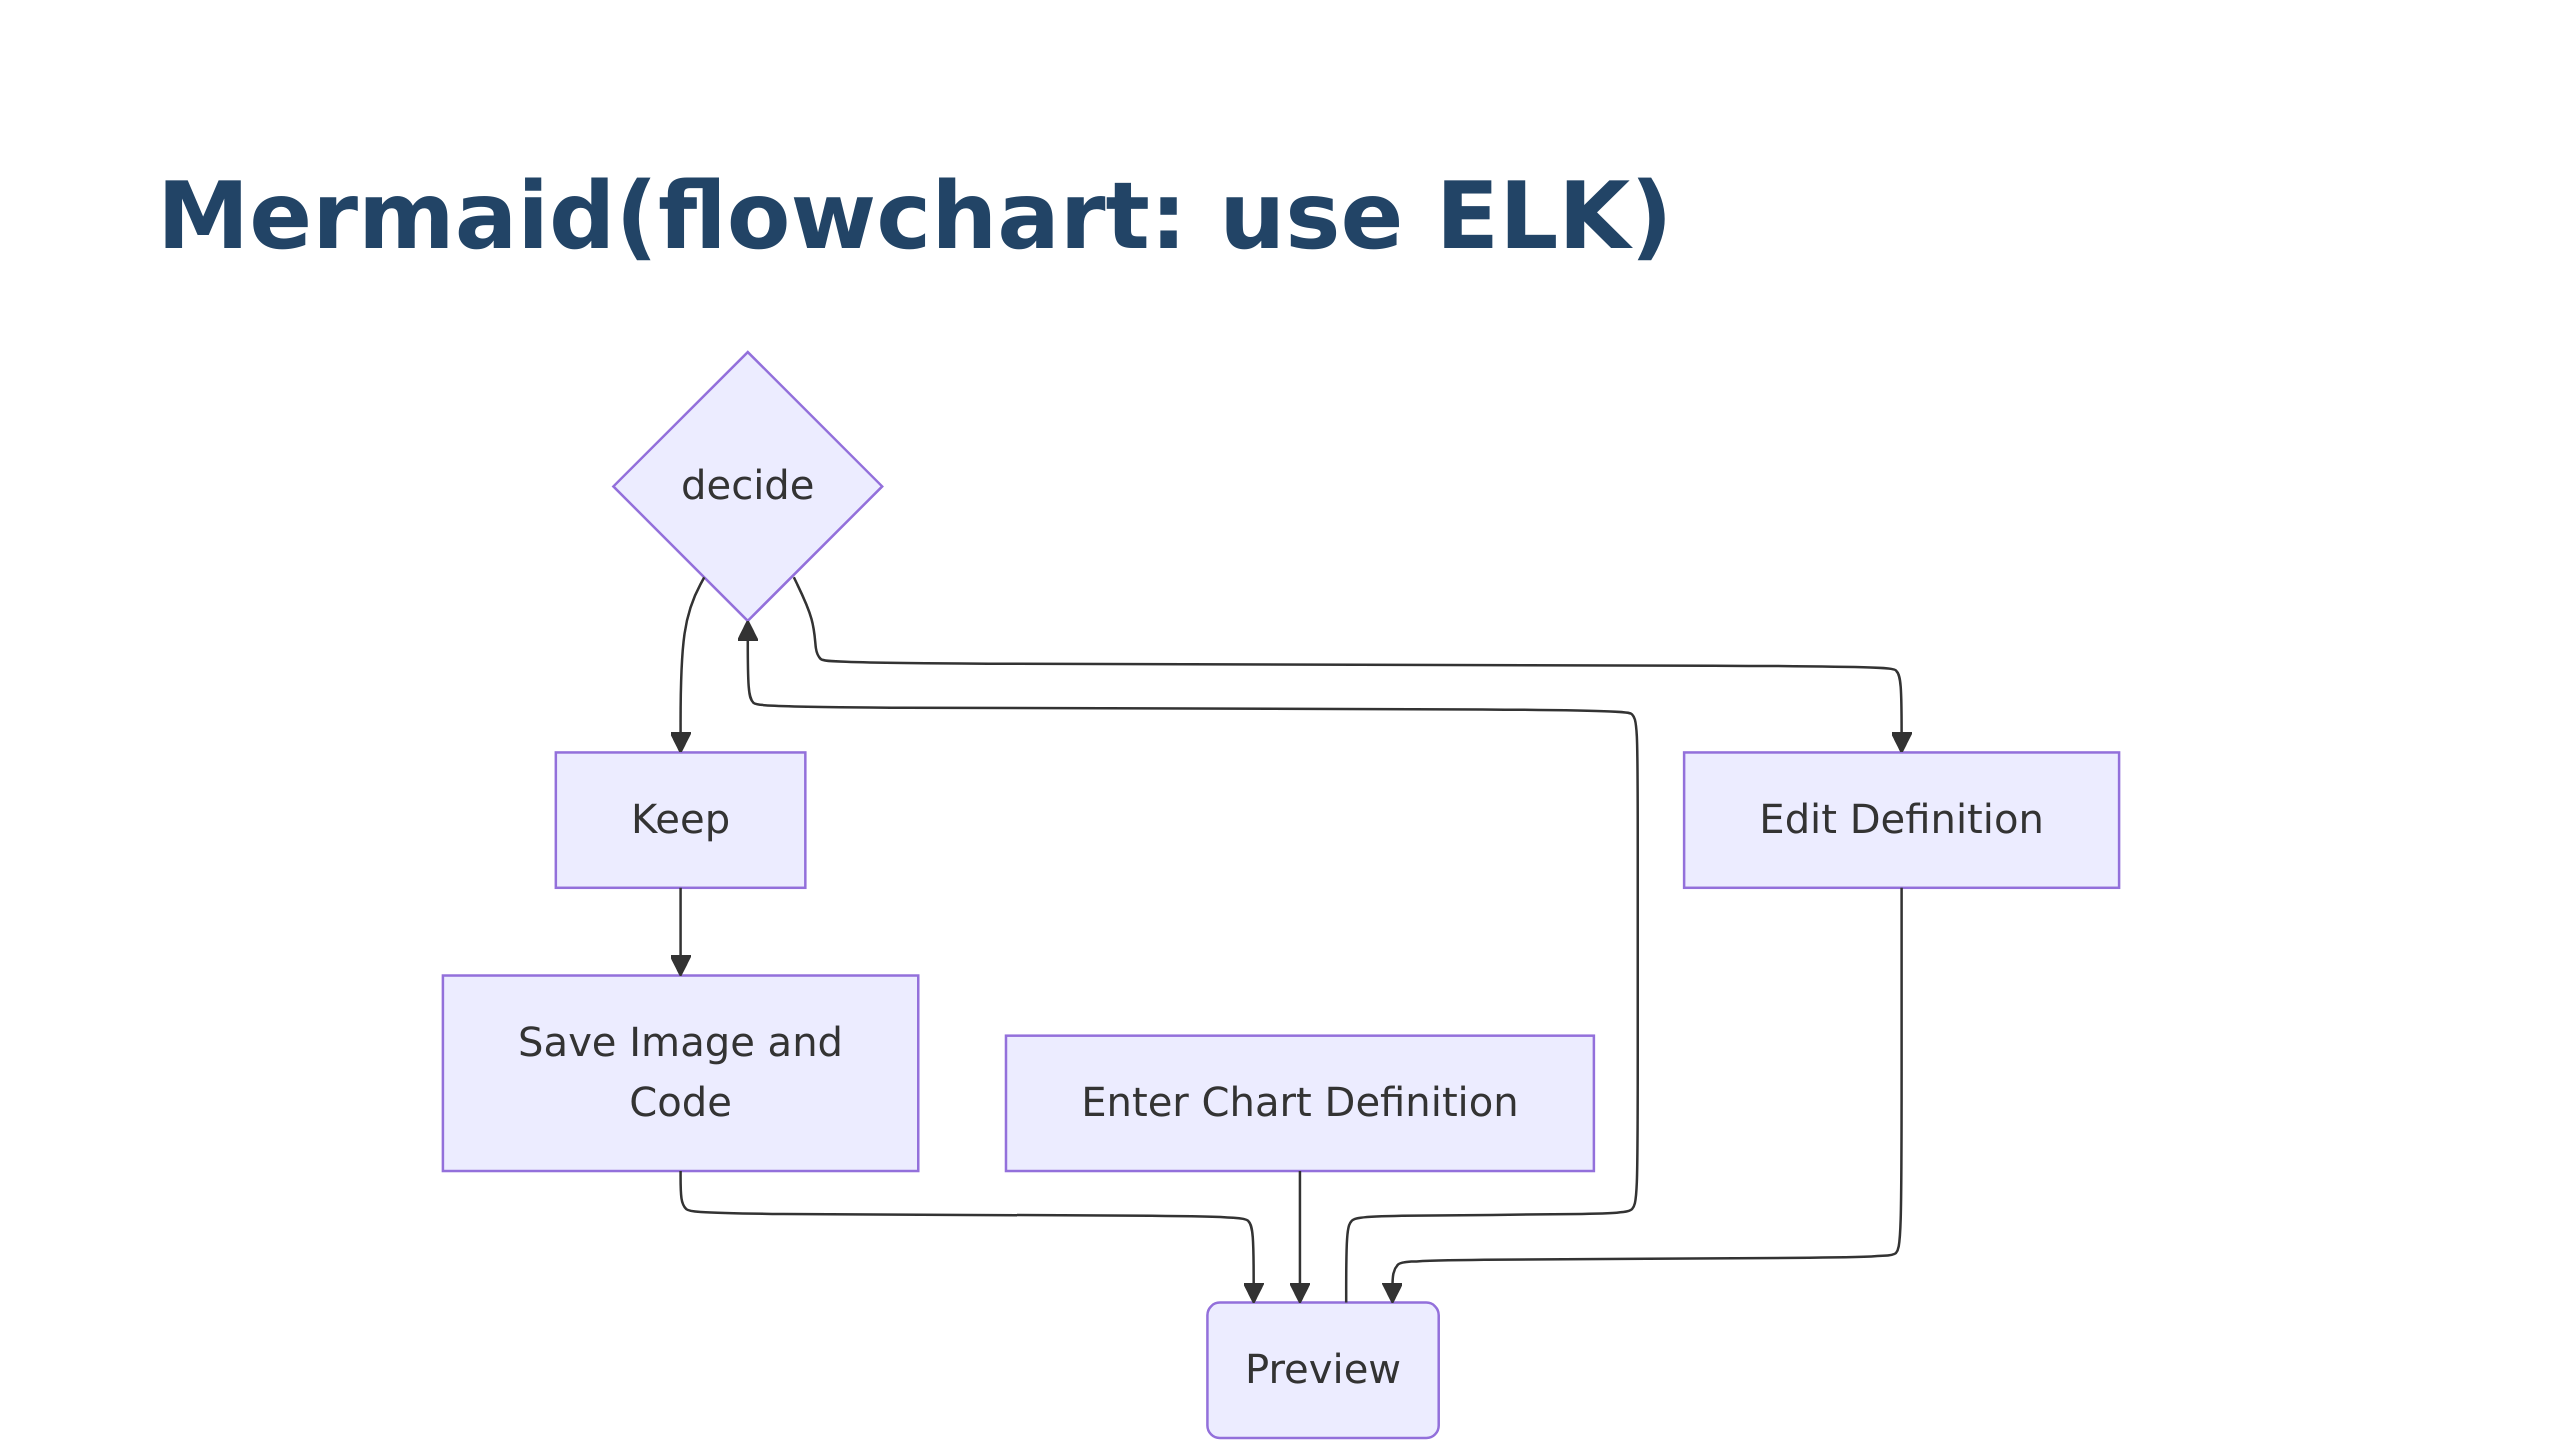 Mermaid(flowchart: use ELK)
decide
Keep
Edit Definition
Save Image and
Code
Enter Chart Definition
Preview